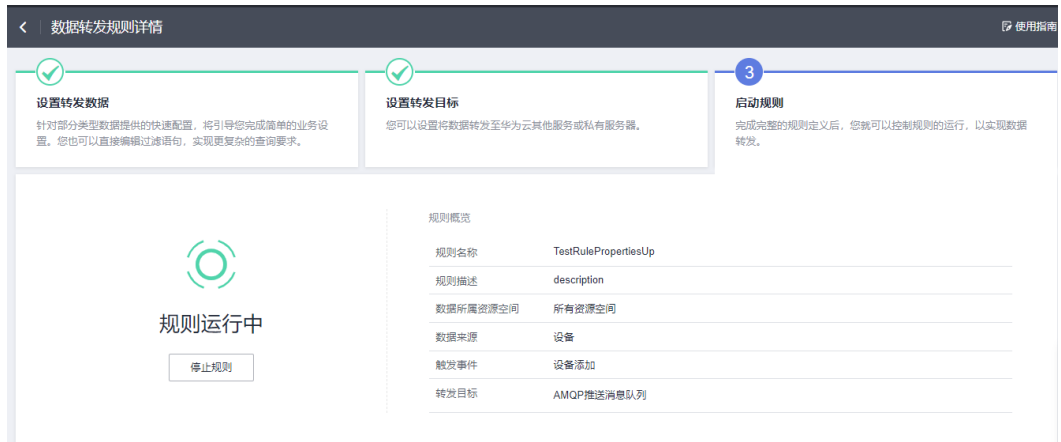 数据转发规则详情
使用指南
设置转发数据
针对部分类型数据提供的快速配置，将引导您完成简单的业务设
置。您也可以直接编辑过滤语句，实现更复杂的查询要求。
设置转发目标
您可以设置将数据转发至华为云其他服务或私有服务器。
3
启动规则
完成完整的规则定义后，您就可以控制规则的运行，以实现数据
转发。
规则运行中
停止规则
规则概览
规则名称 TestRulePropertiesUp
规则描述 description
数据所属资源空间 所有资源空间
数据来源 设备
触发事件 设备添加
转发目标 AMQP推送消息队列